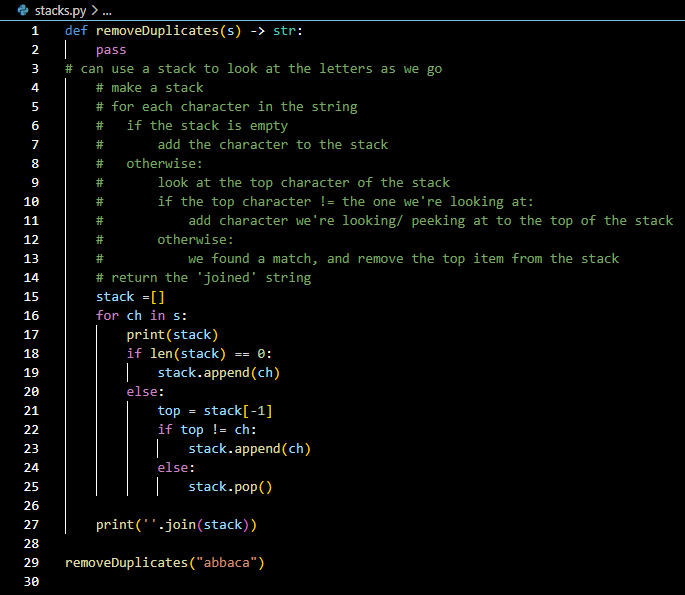 stacks.py > ...
1 def removeDuplicates(s) -> str:
2     pass
3 # can use a stack to look at the letters as we go
4     # make a stack
5     # for each character in the string
6     #   if the stack is empty
7     #       add the character to the stack
8     #   otherwise:
9     #       look at the top character of the stack
10     #       if the top character != the one we're looking at:
11     #           add character we're looking/ peeking at to the top of the stack
12     #       otherwise:
13     #           we found a match, and remove the top item from the stack
14     # return the 'joined' string
15     stack =[]
16     for ch in s:
17         print(stack)
18         if len(stack) == 0:
19             stack.append(ch)
20         else:
21             top = stack[-1]
22             if top != ch:
23                 stack.append(ch)
24             else:
25                 stack.pop()
26
27     print(''.join(stack))
28
29 removeDuplicates("abbaca")
30